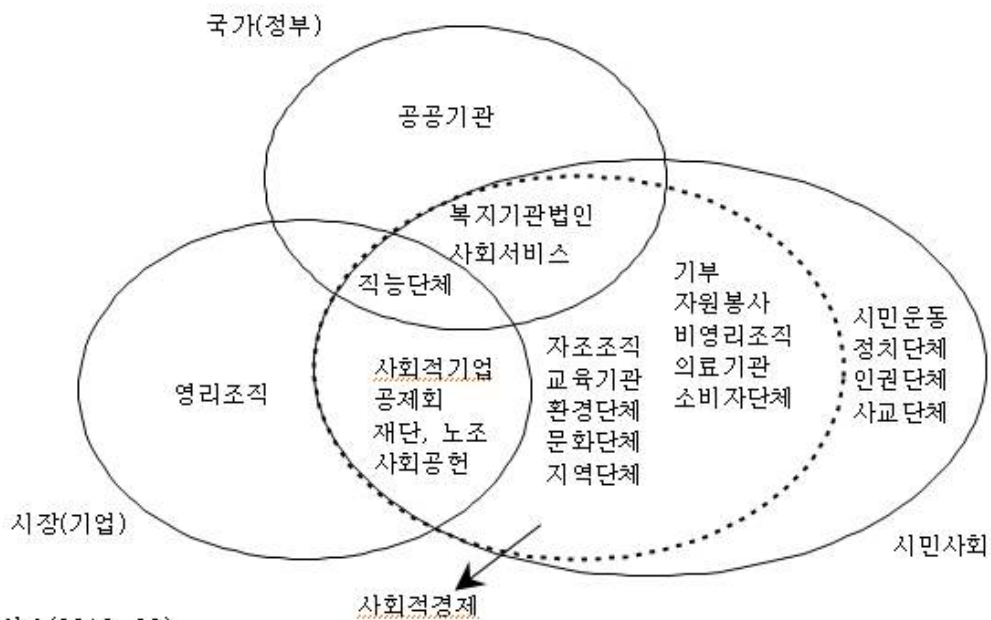 국가(정부)
공공기관
복지기관법인
사회서비스
직능단체
기부
자원봉사
비영리조직
의료기관
소비자단체
시민운동
정치단체
인권단체
사교단체
자조조직
교육기관
환경단체
문화단체
지역단체
사회적기업
공제회
재단, 노조
사회공헌
영리조직
시장(기업)
시민사회
사회적경제